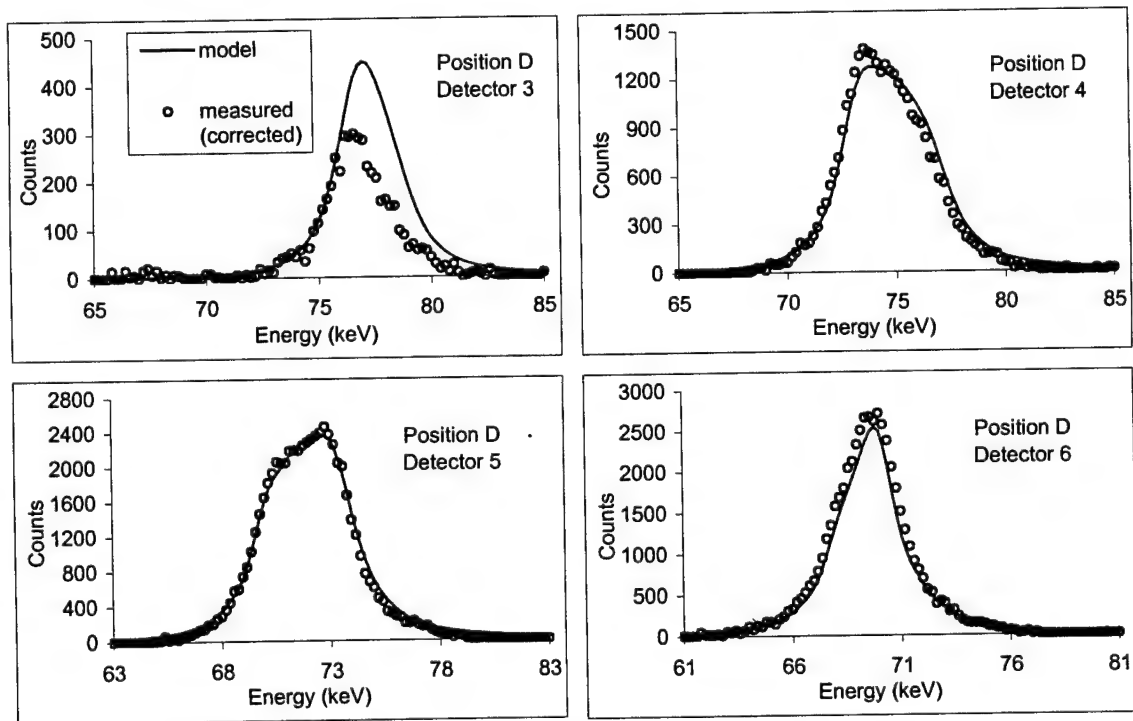 model
measured
(corrected)
Position D
Detector 3
500
400
300
200
100
0
Counts
65 70 75 80 85
Energy (keV)
Position D
Detector 4
1500
1200
900
600
300
0
Counts
65 70 75 80 85
Energy (keV)
Position D
Detector 5
2800
2400
2000
1600
1200
800
400
0
Counts
63 68 73 78 83
Energy (keV)
Position D
Detector 6
3000
2500
2000
1500
1000
500
0
Counts
61 66 71 76 81
Energy (keV)